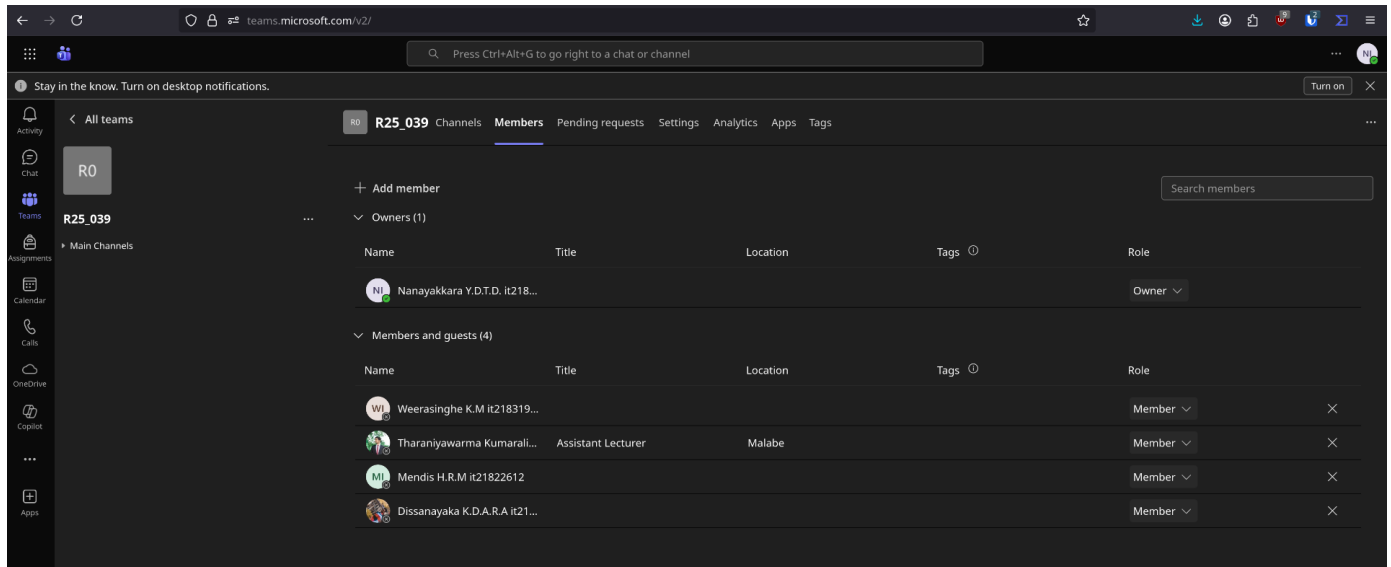 teams.microsoft.com/v2/
9
2
Press Ctrl+Alt+G to go right to a chat or channel
NI
Stay in the know. Turn on desktop notifications.
Turn on
Activity
Chat
Teams
Assignments
Calendar
Calls
OneDrive
Copilot
Apps
All teams
R0
R25_039
Main Channels
R0 R25_039 Channels Members Pending requests Settings Analytics Apps Tags
Add member
Search members
Owners (1)
Name Title Location Tags Role
NI Nanayakkara Y.D.T.D. it218... Owner
Members and guests (4)
Name Title Location Tags Role
WI Weerasinghe K.M it218319... Member
Tharaniyawarma Kumarali... Assistant Lecturer Malabe Member
MI Mendis H.R.M it21822612 Member
Dissanayaka K.D.A.R.A it21... Member